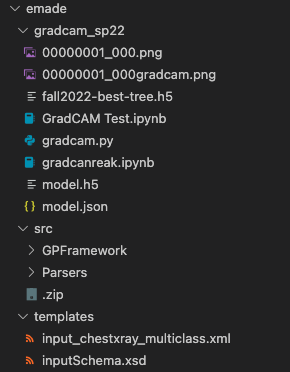 emade
gradcam_sp22
00000001_000.png
00000001_000gradcam.png
fall2022-best-tree.h5
GradCAM Test.ipynb
gradcam.py
gradcanreak.ipynb
model.h5
model.json
src
GPFramework
Parsers
.zip
templates
input_chestxray_multiclass.xml
inputSchema.xsd